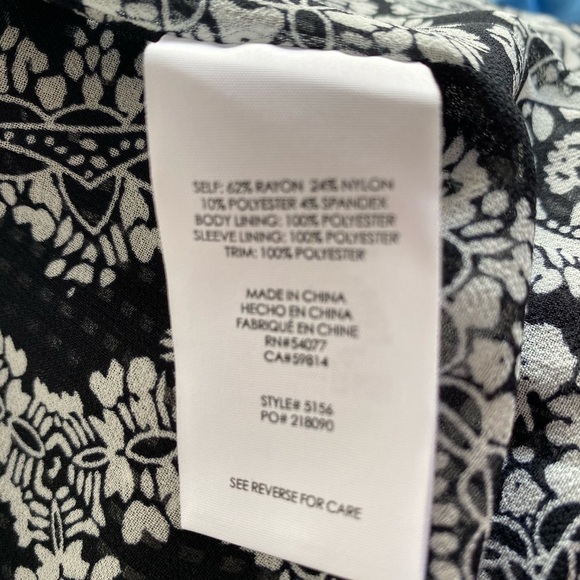 SELF: 62% RAYON 24% NYLON
10% POLYESTER 4% SPANDEX
BODY LINING: 100% POLYESTER
SLEEVE LINING: 100% POLYESTER
TRIM: 100% POLYESTER
MADE IN CHINA
HECHO EN CHINA
FABRIQUÉ EN CHINE
RN#54077
CA#59814
STYLE# 5156
PO# 218090
SEE REVERSE FOR CARE